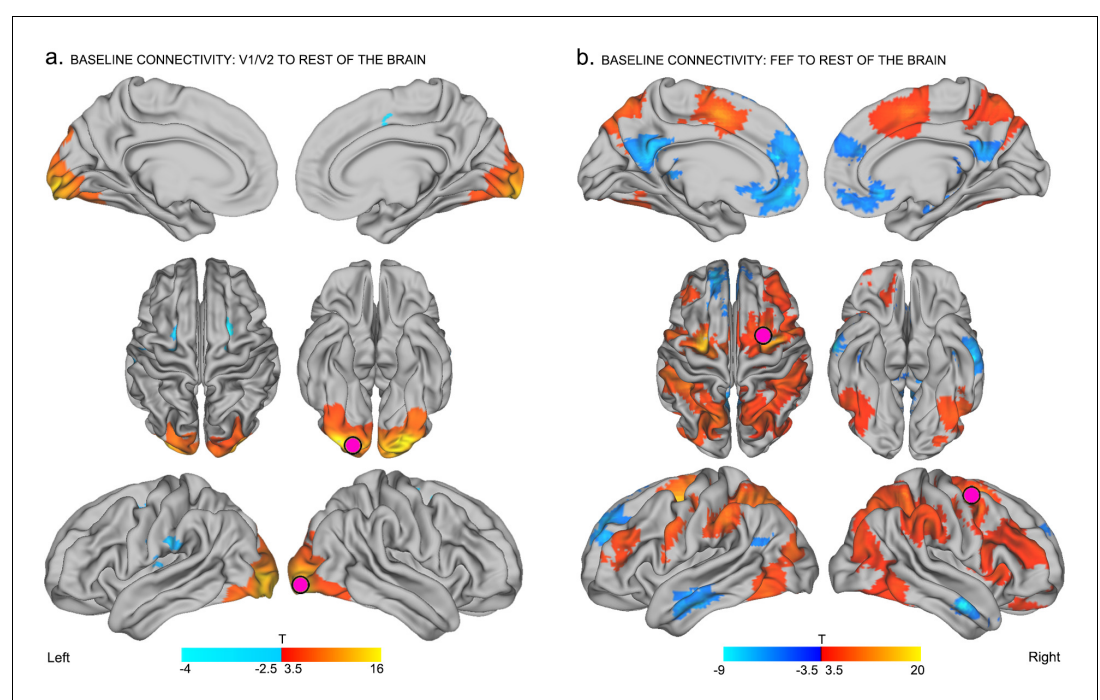 a. BASELINE CONNECTIVITY: V1/V2 TO REST OF THE BRAIN
b. BASELINE CONNECTIVITY: FEF TO REST OF THE BRAIN
Left
T
-4 -2.5 3.5 16
T
-9 -3.5 3.5 20
Right